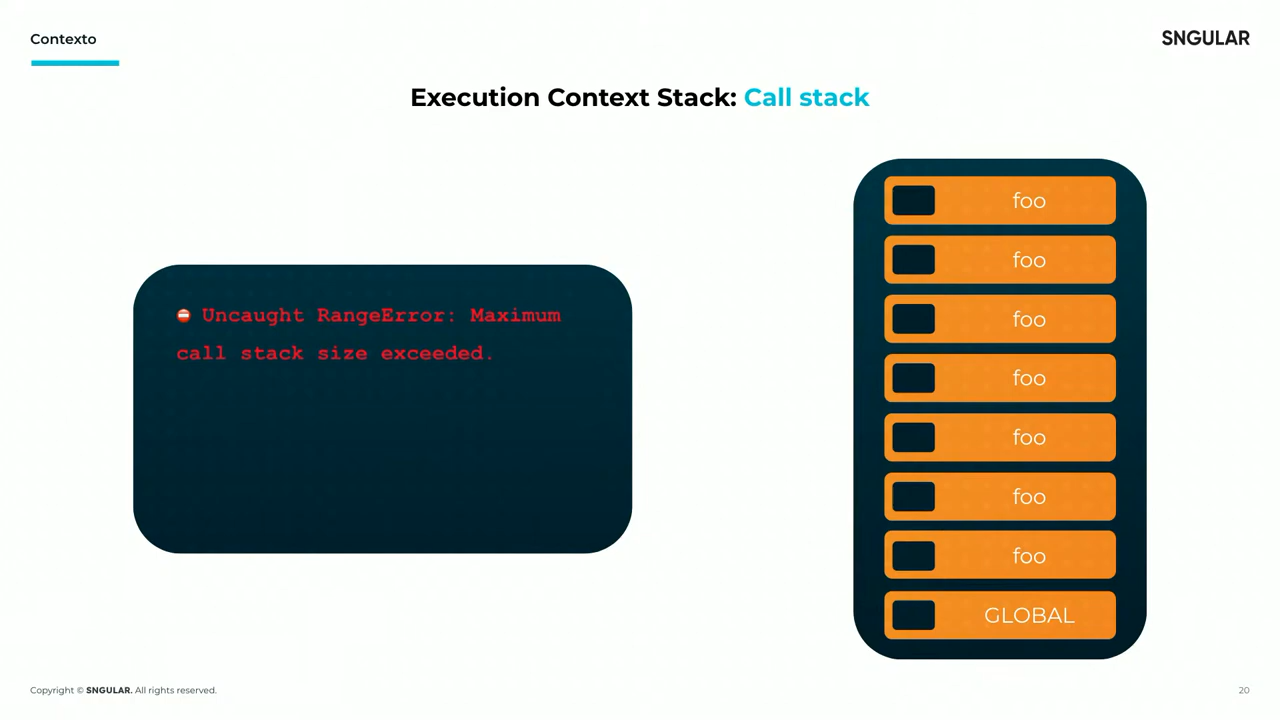 Contexto
SNGULAR
Execution Context Stack: Call stack
⛔ Uncaught RangeError: Maximum
call stack size exceeded.
foo
foo
foo
foo
foo
foo
foo
GLOBAL
Copyright © SNGULAR. All rights reserved.
20